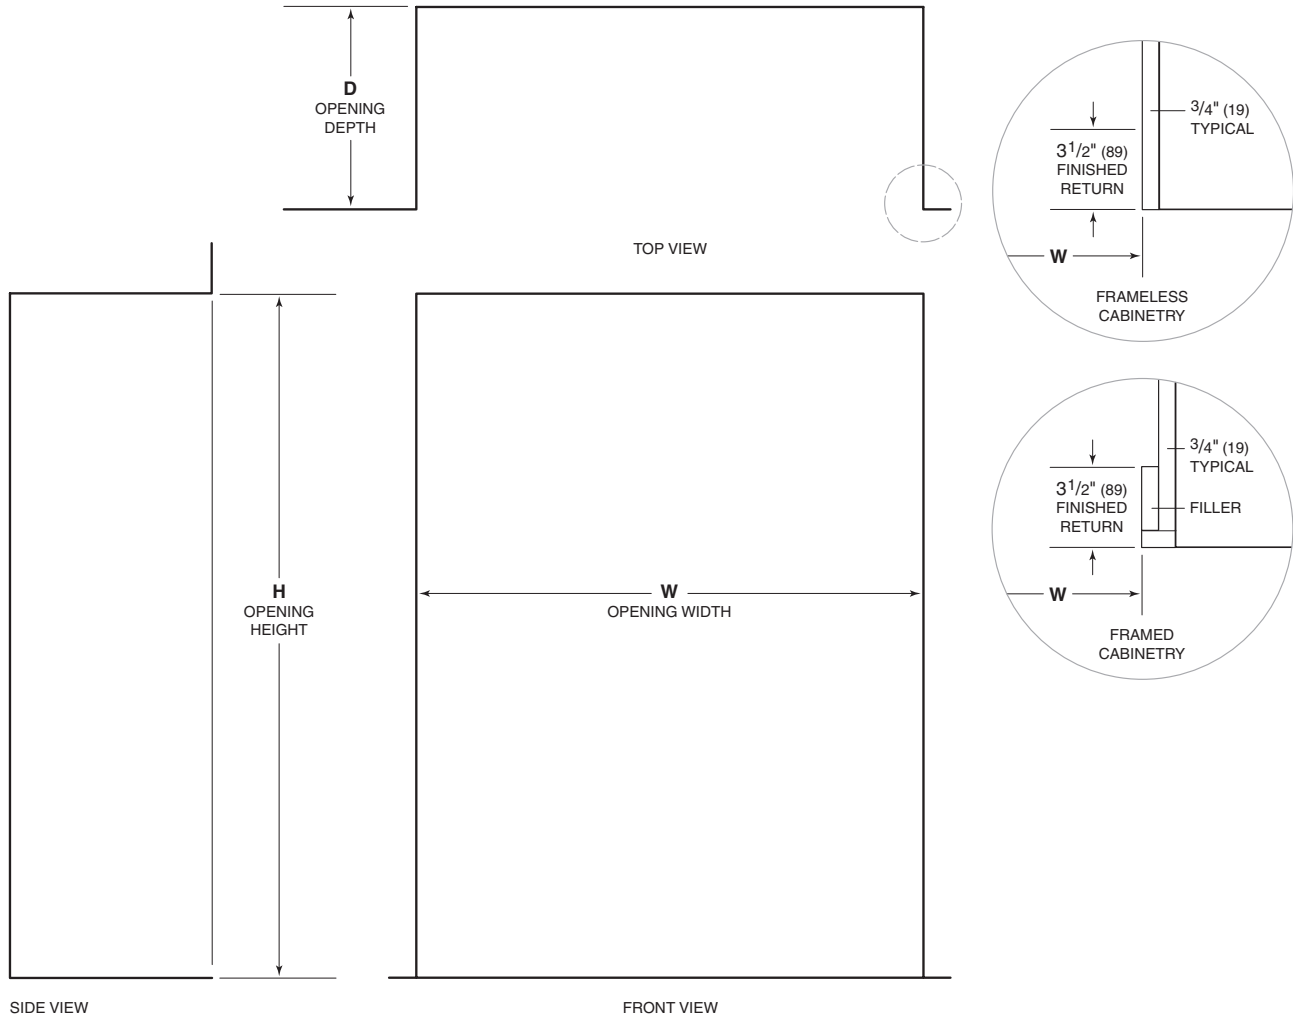 D
OPENING
DEPTH
TOP VIEW
3/4" (19)
TYPICAL
3 1/2" (89)
FINISHED
RETURN
W
FRAMELESS
CABINETRY
H
OPENING
HEIGHT
W
OPENING WIDTH
3/4" (19)
TYPICAL
3 1/2" (89)
FINISHED
RETURN
FILLER
W
FRAMED
CABINETRY
SIDE VIEW
FRONT VIEW